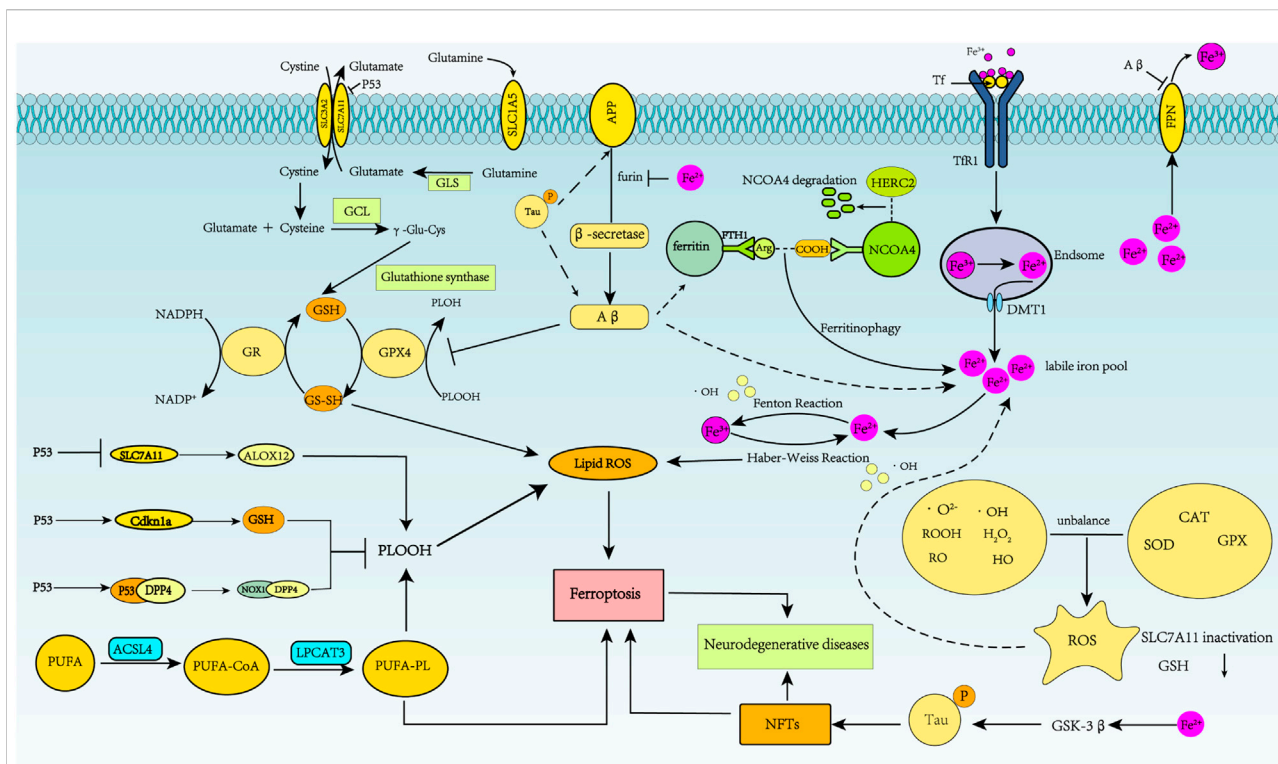 Cystine
Glutamate
P53
SLC3A2
SLC7A11
Cystine
Glutamate
GLS
Glutamine
Glutamine
SLC1A5
APP
furin
Fe²⁺
Tau
P
β -secretase
A β
Glutamate + Cysteine
GCL
γ -Glu-Cys
Glutathione synthase
GSH
NADPH
GR
NADP⁺
GPX4
PLOH
PLOOH
GS-SH
NCOA4 degradation
HERC2
ferritin
FTH1
Arg
COOH
NCOA4
Ferritinophagy
Fe³⁺
Tf
TfR1
Fe³⁺
Fe²⁺
Endsome
DMT1
A β
Fe³⁺
FPN
Fe²⁺
Fe²⁺
Fe²⁺
Fe²⁺
Fe²⁺
labile iron pool
· OH
Fenton Reaction
Fe²⁺
Haber-Weiss Reaction
· OH
Lipid ROS
P53
SLC7A11
ALOX12
P53
Cdkn1a
GSH
PLOOH
P53
P53
DPP4
NOX1
DPP4
PUFA
ACSL4
PUFA-CoA
LPCAT3
PUFA-PL
Ferroptosis
Neurodegenerative diseases
NFTs
Tau
P
GSK-3 β
Fe²⁺
· O²⁻
· OH
ROOH
H₂O₂
RO
HO
unbalance
CAT
SOD
GPX
ROS
SLC7A11 inactivation
GSH